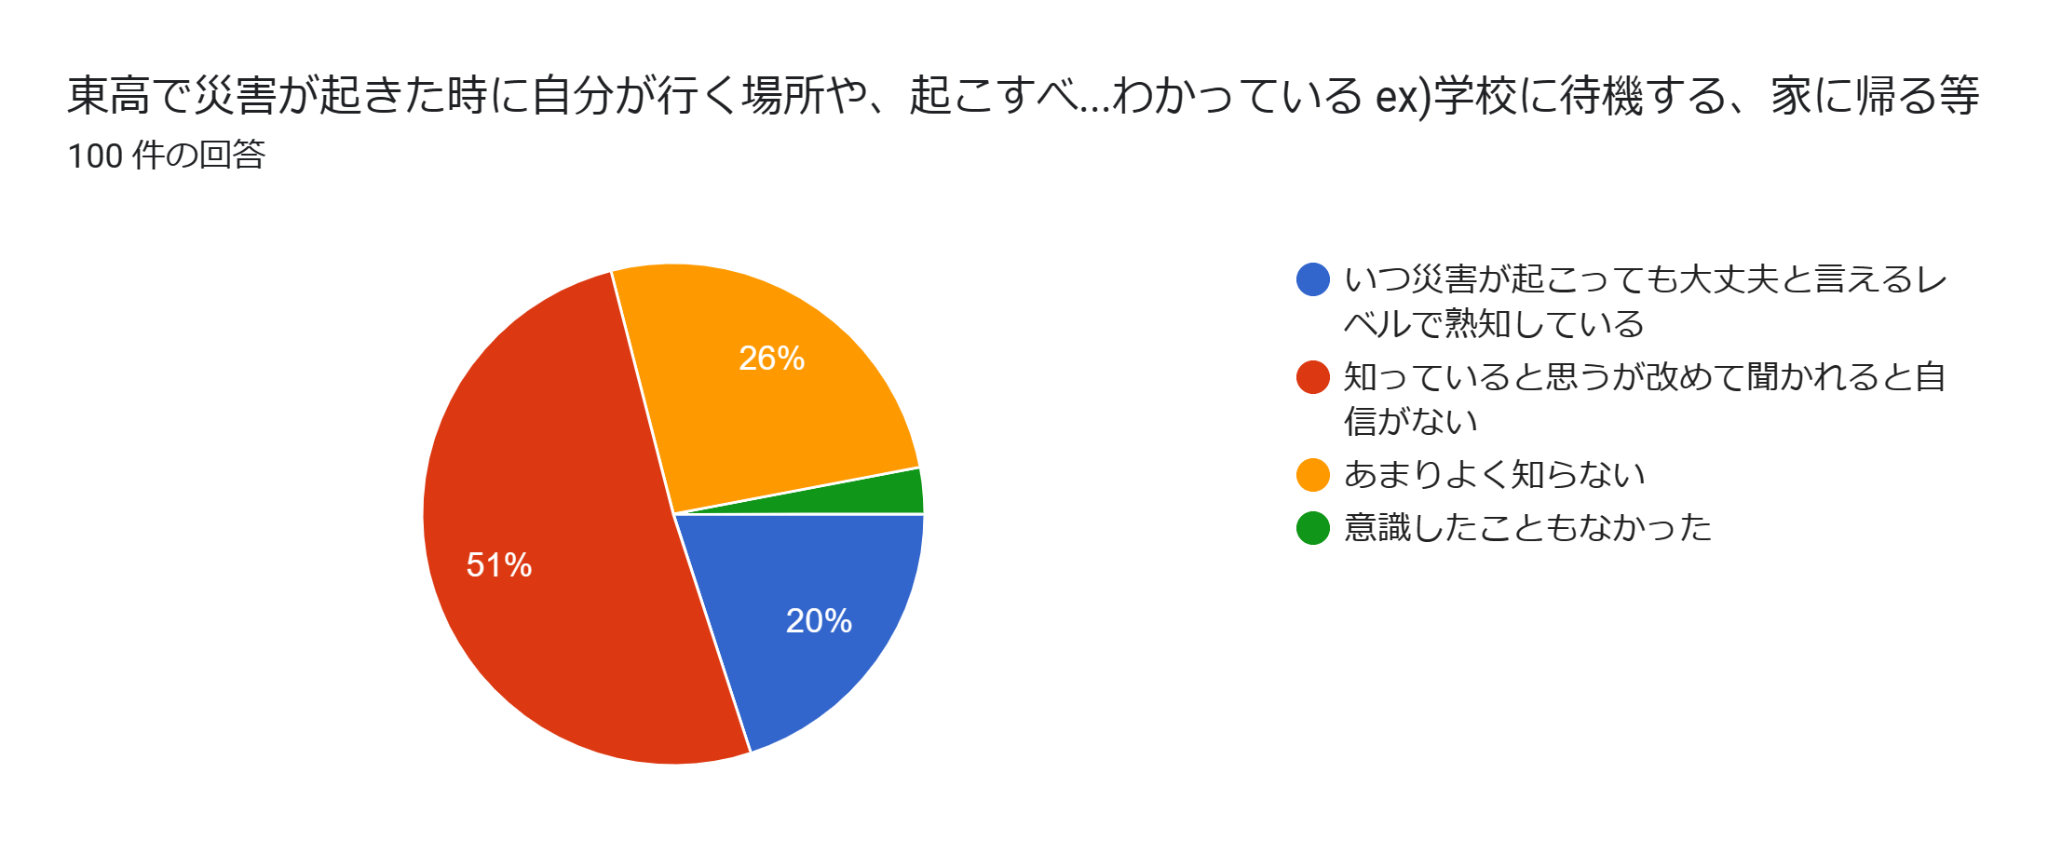 東高で災害が起きた時に自分が行く場所や、起こすべ...わかっている ex)学校に待機する、家に帰る等
100 件の回答
いつ災害が起こっても大丈夫と言えるレ
ベルで熟知している
知っていると思うが改めて聞かれると自
信がない
あまりよく知らない
意識したこともなかった
26%
51%
20%